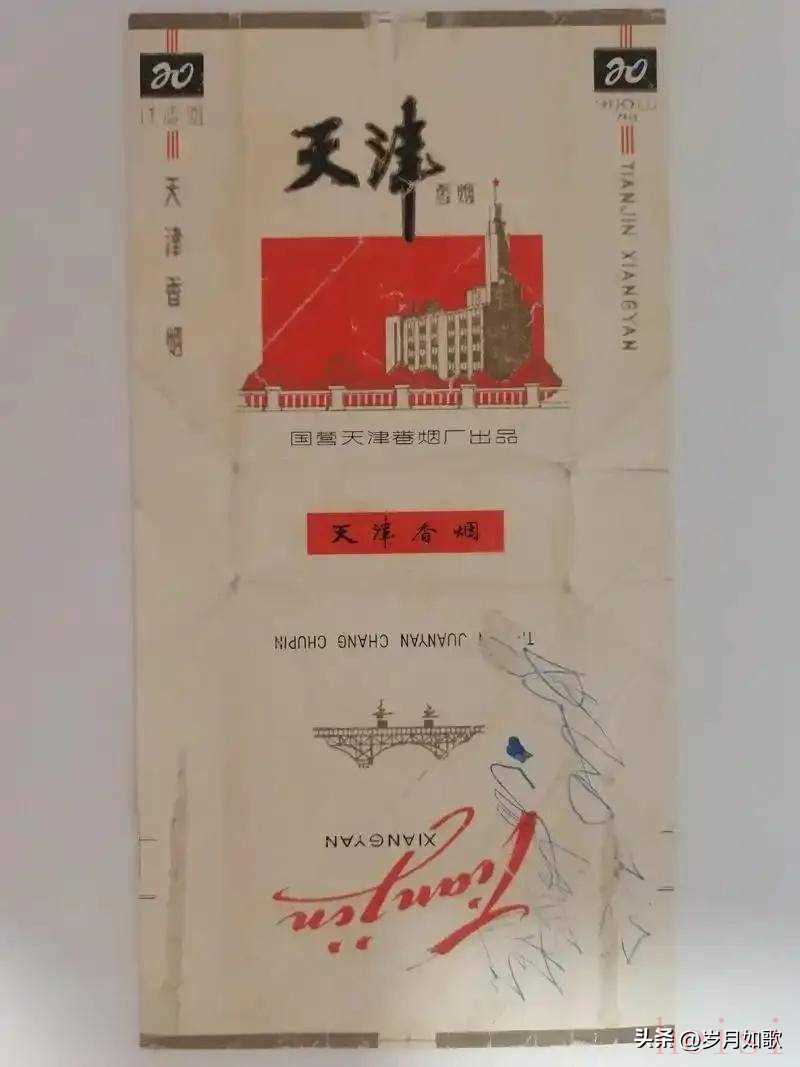 20
20
天津
香烟
天津香烟
TIANJIN XIANGYAN
国营天津卷烟厂出品
天津香烟
JUANYAN CHANG CHUPIN
XIANGYAN
Tianjin
头条 @岁月如歌